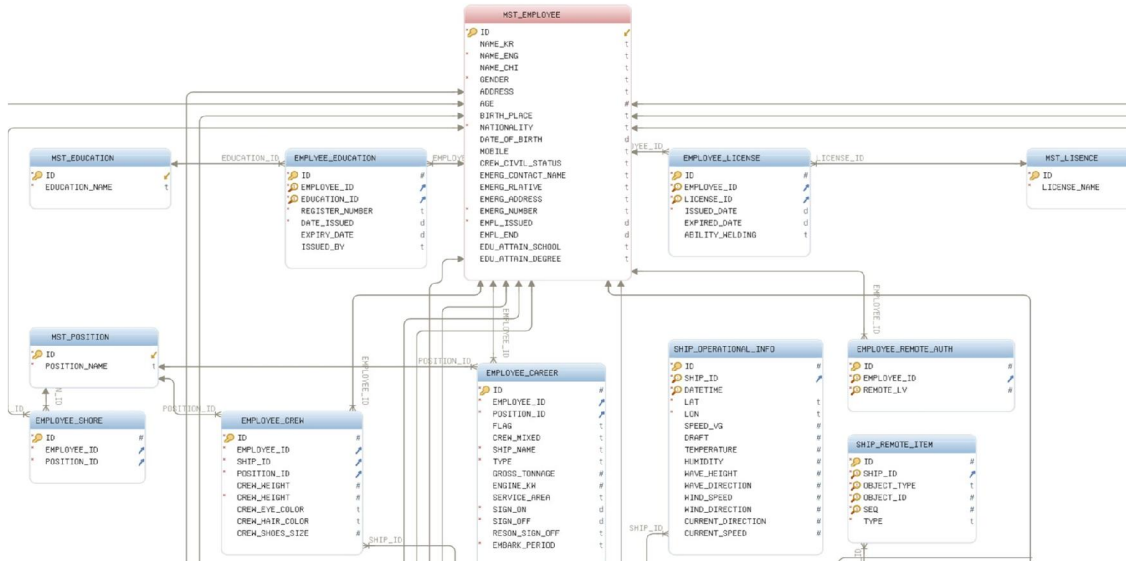 MST_EMPLOYEE
ID
NAME_KR t
* NAME_ENG t
NAME_CHI t
* GENDER t
ADDRESS t
AGE #
* BIRTH_PLACE t
* NATIONALITY t
DATE_OF_BIRTH d
MOBILE t
CREW_CIVIL_STATUS t
EMERG_CONTACT_NAME t
EMERG_RLATIVE t
EMERG_ADDRESS t
* EMERG_NUMBER t
* EMPL_ISSUED d
EMPL_END d
EDU_ATTAIN_SCHOOL t
EDU_ATTAIN_DEGREE t
MST_EDUCATION
* ID
* EDUCATION_NAME t
EDUCATION_ID
EMPLYEE_EDUCATION
* ID #
* EMPLOYEE_ID
* EDUCATION_ID
* REGISTER_NUMBER t
* DATE_ISSUED d
EXPIRY_DATE d
ISSUED_BY t
EMPLOYE
YEE_ID
EMPLOYEE_LICENSE
* ID #
* EMPLOYEE_ID
* LICENSE_ID
* ISSUED_DATE d
EXPIRED_DATE d
ABILITY_WELDING t
LICENSE_ID
MST_LISENCE
* ID
* LICENSE_NAME
MST_POSITION
* ID
* POSITION_NAME t
_ID
EMPLOYEE_SHORE
* ID #
* EMPLOYEE_ID
* POSITION_ID
POSITION_ID
EMPLOYEE_CREW
* ID #
* EMPLOYEE_ID
* SHIP_ID
* POSITION_ID
CREW_WEIGHT #
* CREW_HEIGHT #
CREW_EYE_COLOR t
CREW_HAIR_COLOR t
CREW_SHOES_SIZE #
EMPLOYEE_ID
SHIP_ID
POSITION_ID
EMPLOYEE_ID
EMPLOYEE_CAREER
* ID #
* EMPLOYEE_ID
* POSITION_ID
FLAG t
CREW_MIXED t
* SHIP_NAME t
* TYPE t
GROSS_TONNAGE #
ENGINE_KW #
SERVICE_AREA t
* SIGN_ON d
* SIGN_OFF d
RESON_SIGN_OFF t
* EMBARK_PERIOD t
SHIP_OPERATIONAL_INFO
* ID #
* SHIP_ID
* DATETIME
* LAT t
* LON t
SPEED_VG #
DRAFT #
TEMPERATURE #
HUMIDITY #
WAVE_HEIGHT #
WAVE_DIRECTION #
WIND_SPEED #
WIND_DIRECTION #
CURRENT_DIRECTION #
CURRENT_SPEED #
SHIP_ID
EMPLOYEE_ID
EMPLOYEE_REMOTE_AUTH
* ID #
* EMPLOYEE_ID
* REMOTE_LV #
SHIP_REMOTE_ITEM
* ID #
* SHIP_ID
* OBJECT_TYPE t
* OBJECT_ID #
* SEQ #
* TYPE t